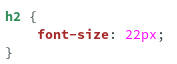 h2 {
    font-size: 22px;
}